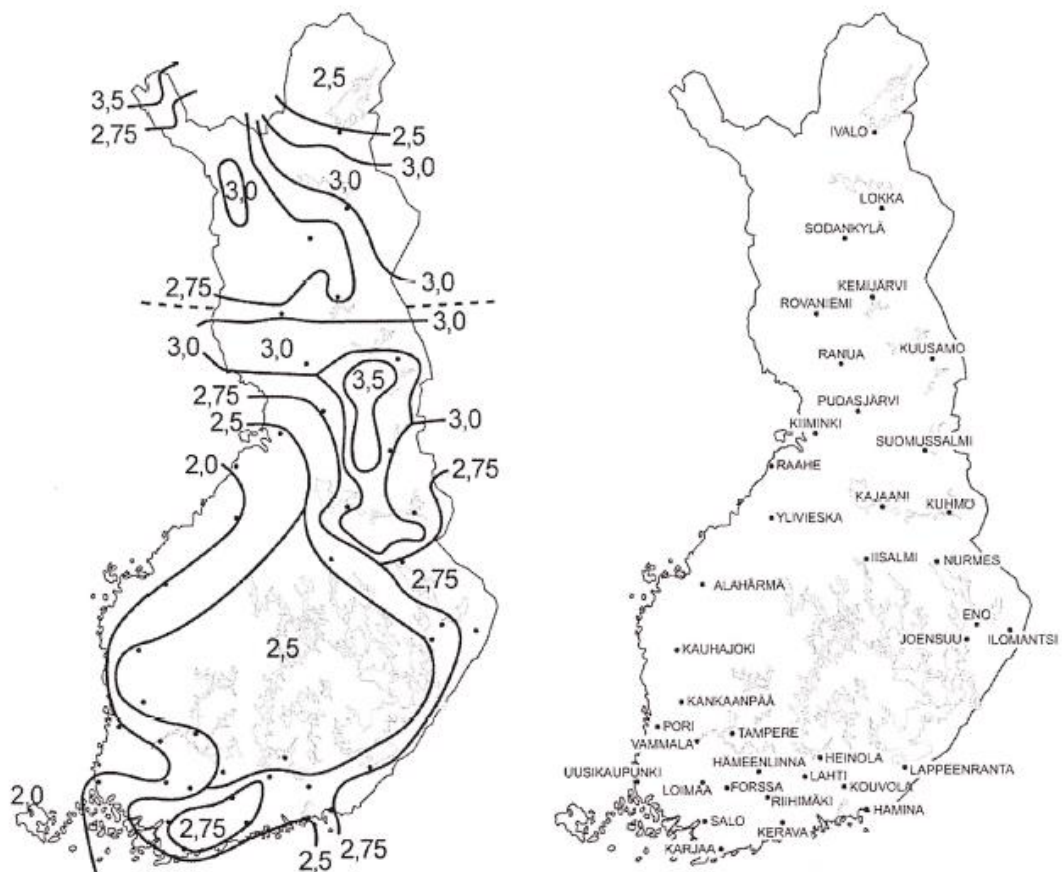 2,5
3,5
2,75
2,5
3,0
3,0
3,0
2,75
3,0
3,0
3,0
3,0
3,5
2,75
2,5
3,0
2,0
2,75
2,75
2,5
2,0
2,75
2,5
2,75
IVALO
LOKKA
SODANKYLÄ
KEMIJÄRVI
ROVANIEMI
RANUA
KUUSAMO
PUDASJÄRVI
KIIMINKI
SUOMUSSALMI
RAAHE
KAJAANI
KUHMO
YLIVIESKA
IISALMI
NURMES
ALAHÄRMÄ
ENO
JOENSUU
ILOMANTSI
KAUHAJOKI
KANKAANPÄÄ
PORI
TAMPERE
VAMMALA
HÄMEENLINNA
HEINOLA
UUSIKAUPUNKI
LAHTI
LAPPEENRANTA
LOIMAA
FORSSA
KOUVOLA
RIIHIMÄKI
HAMINA
SALO
KERAVA
KARJAA